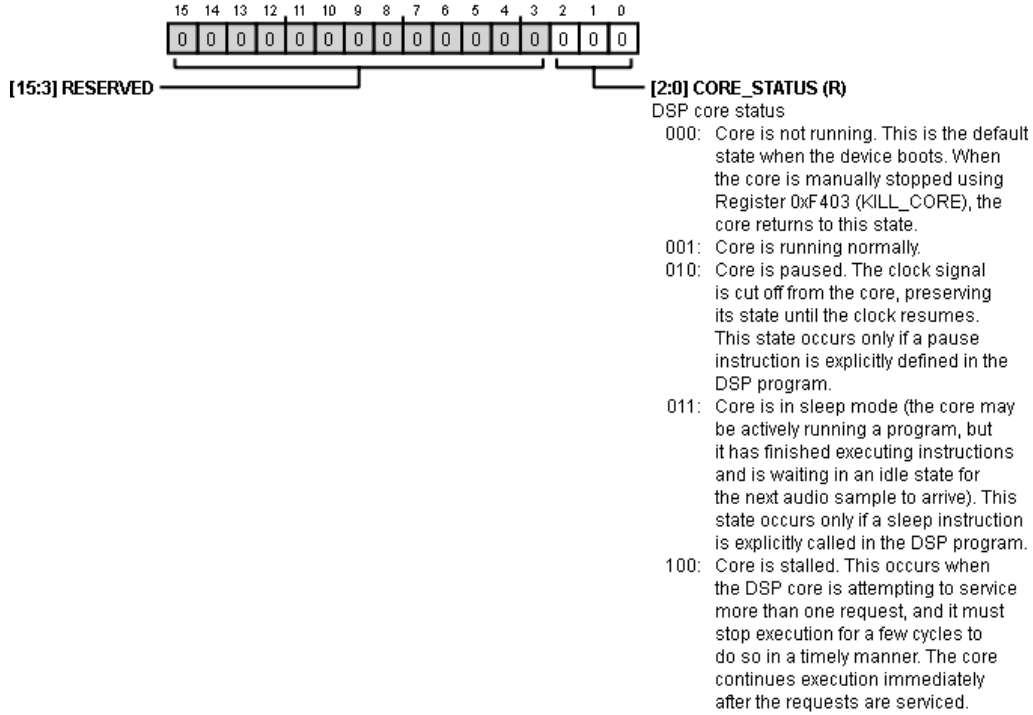 15 14 13 12 11 10 9 8 7 6 5 4 3 2 1 0
0 0 0 0 0 0 0 0 0 0 0 0 0 0 0 0
[15:3] RESERVED
[2:0] CORE_STATUS (R)
DSP core status
000: Core is not running. This is the default
state when the device boots. When
the core is manually stopped using
Register 0xF403 (KILL_CORE), the
core returns to this state.
001: Core is running normally.
010: Core is paused. The clock signal
is cut off from the core, preserving
its state until the clock resumes.
This state occurs only if a pause
instruction is explicitly defined in the
DSP program.
011: Core is in sleep mode (the core may
be actively running a program, but
it has finished executing instructions
and is waiting in an idle state for
the next audio sample to arrive). This
state occurs only if a sleep instruction
is explicitly called in the DSP program.
100: Core is stalled. This occurs when
the DSP core is attempting to service
more than one request, and it must
stop execution for a few cycles to
do so in a timely manner. The core
continues execution immediately
after the requests are serviced.